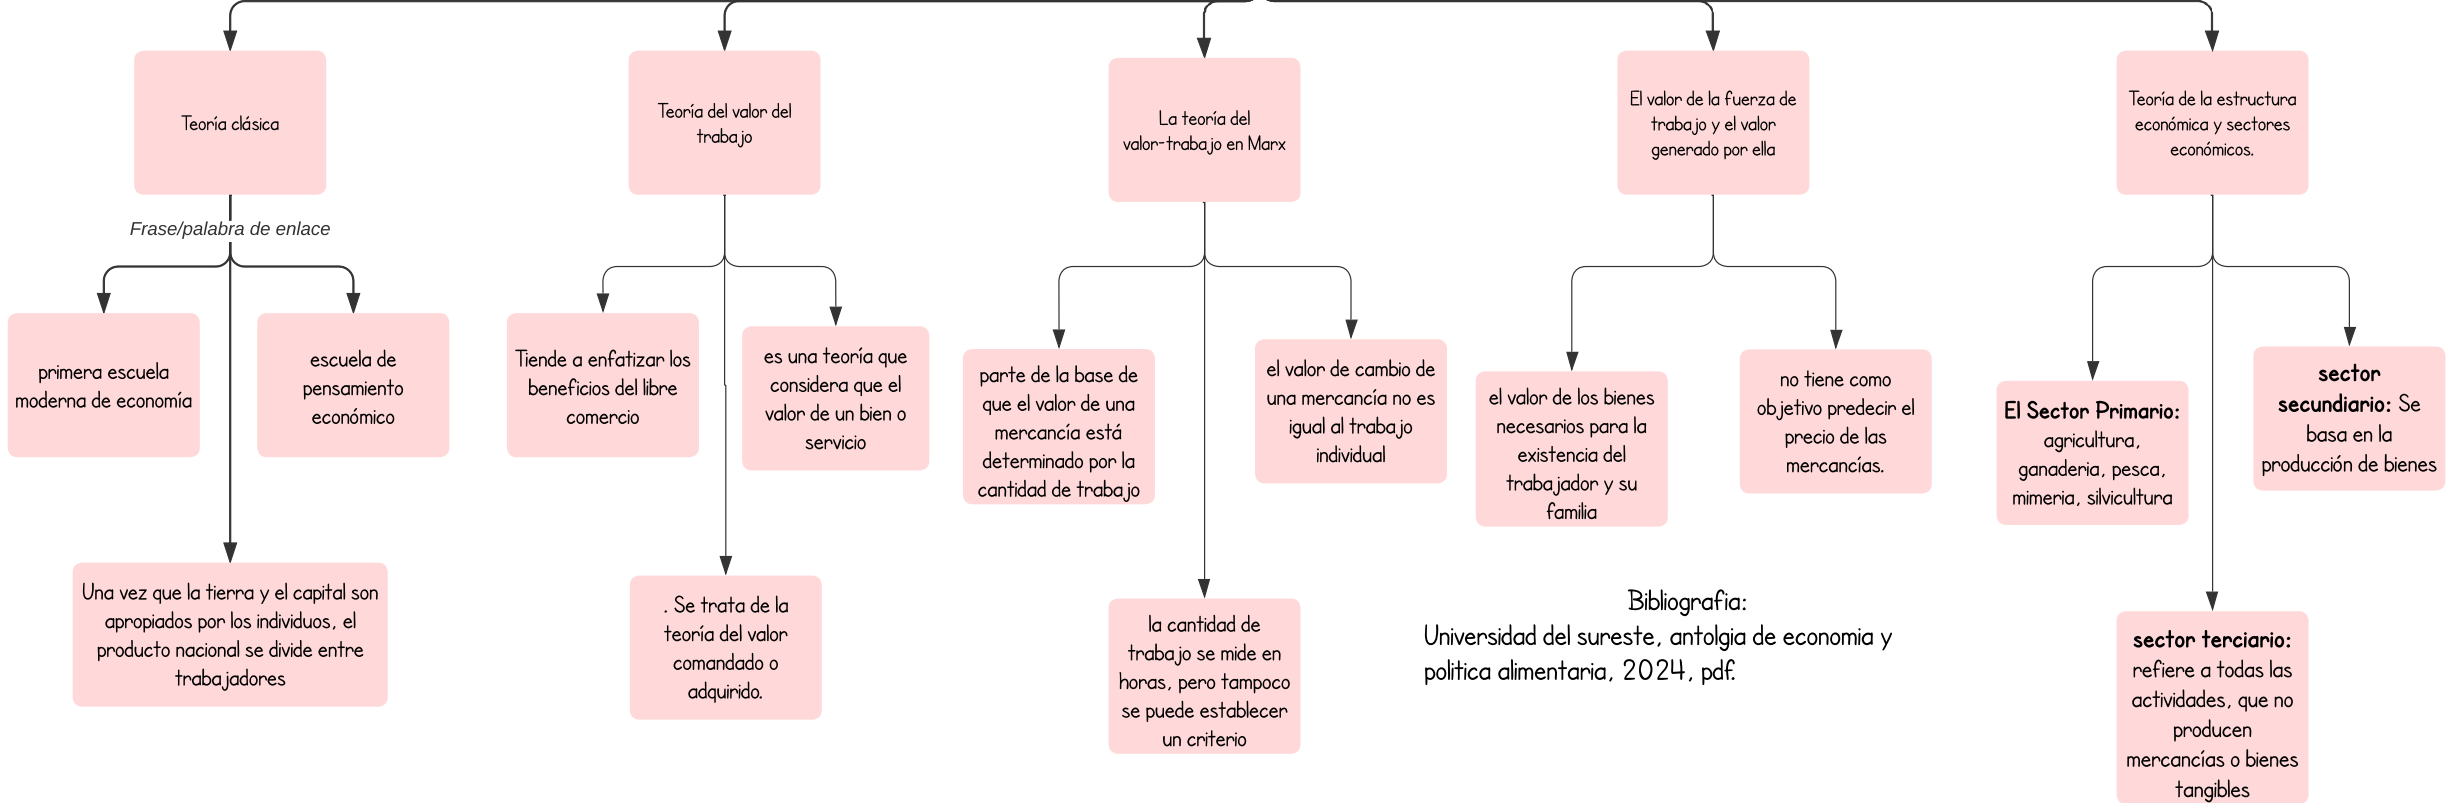 Teoría clásica
Teoría del valor del
trabajo
La teoría del
valor-trabajo en Marx
El valor de la fuerza de
trabajo y el valor
generado por ella
Teoría de la estructura
económica y sectores
económicos.
Frase/palabra de enlace
primera escuela
moderna de economía
escuela de
pensamiento
económico
Tiende a enfatizar los
beneficios del libre
comercio
es una teoría que
considera que el
valor de un bien o
servicio
parte de la base de
que el valor de una
mercancía está
determinado por la
cantidad de trabajo
el valor de cambio de
una mercancía no es
igual al trabajo
individual
el valor de los bienes
necesarios para la
existencia del
trabajador y su
familia
no tiene como
objetivo predecir el
precio de las
mercancías.
El Sector Primario:
agricultura,
ganaderia, pesca,
mimeria, silvicultura
sector
secundiario: Se
basa en la
producción de bienes
Una vez que la tierra y el capital son
apropiados por los individuos, el
producto nacional se divide entre
trabajadores
. Se trata de la
teoría del valor
comandado o
adquirido.
la cantidad de
trabajo se mide en
horas, pero tampoco
se puede establecer
un criterio
Bibliografia:
Universidad del sureste, antolgia de economia y
politica alimentaria, 2024, pdf.
sector terciario:
refiere a todas las
actividades, que no
producen
mercancías o bienes
tangibles